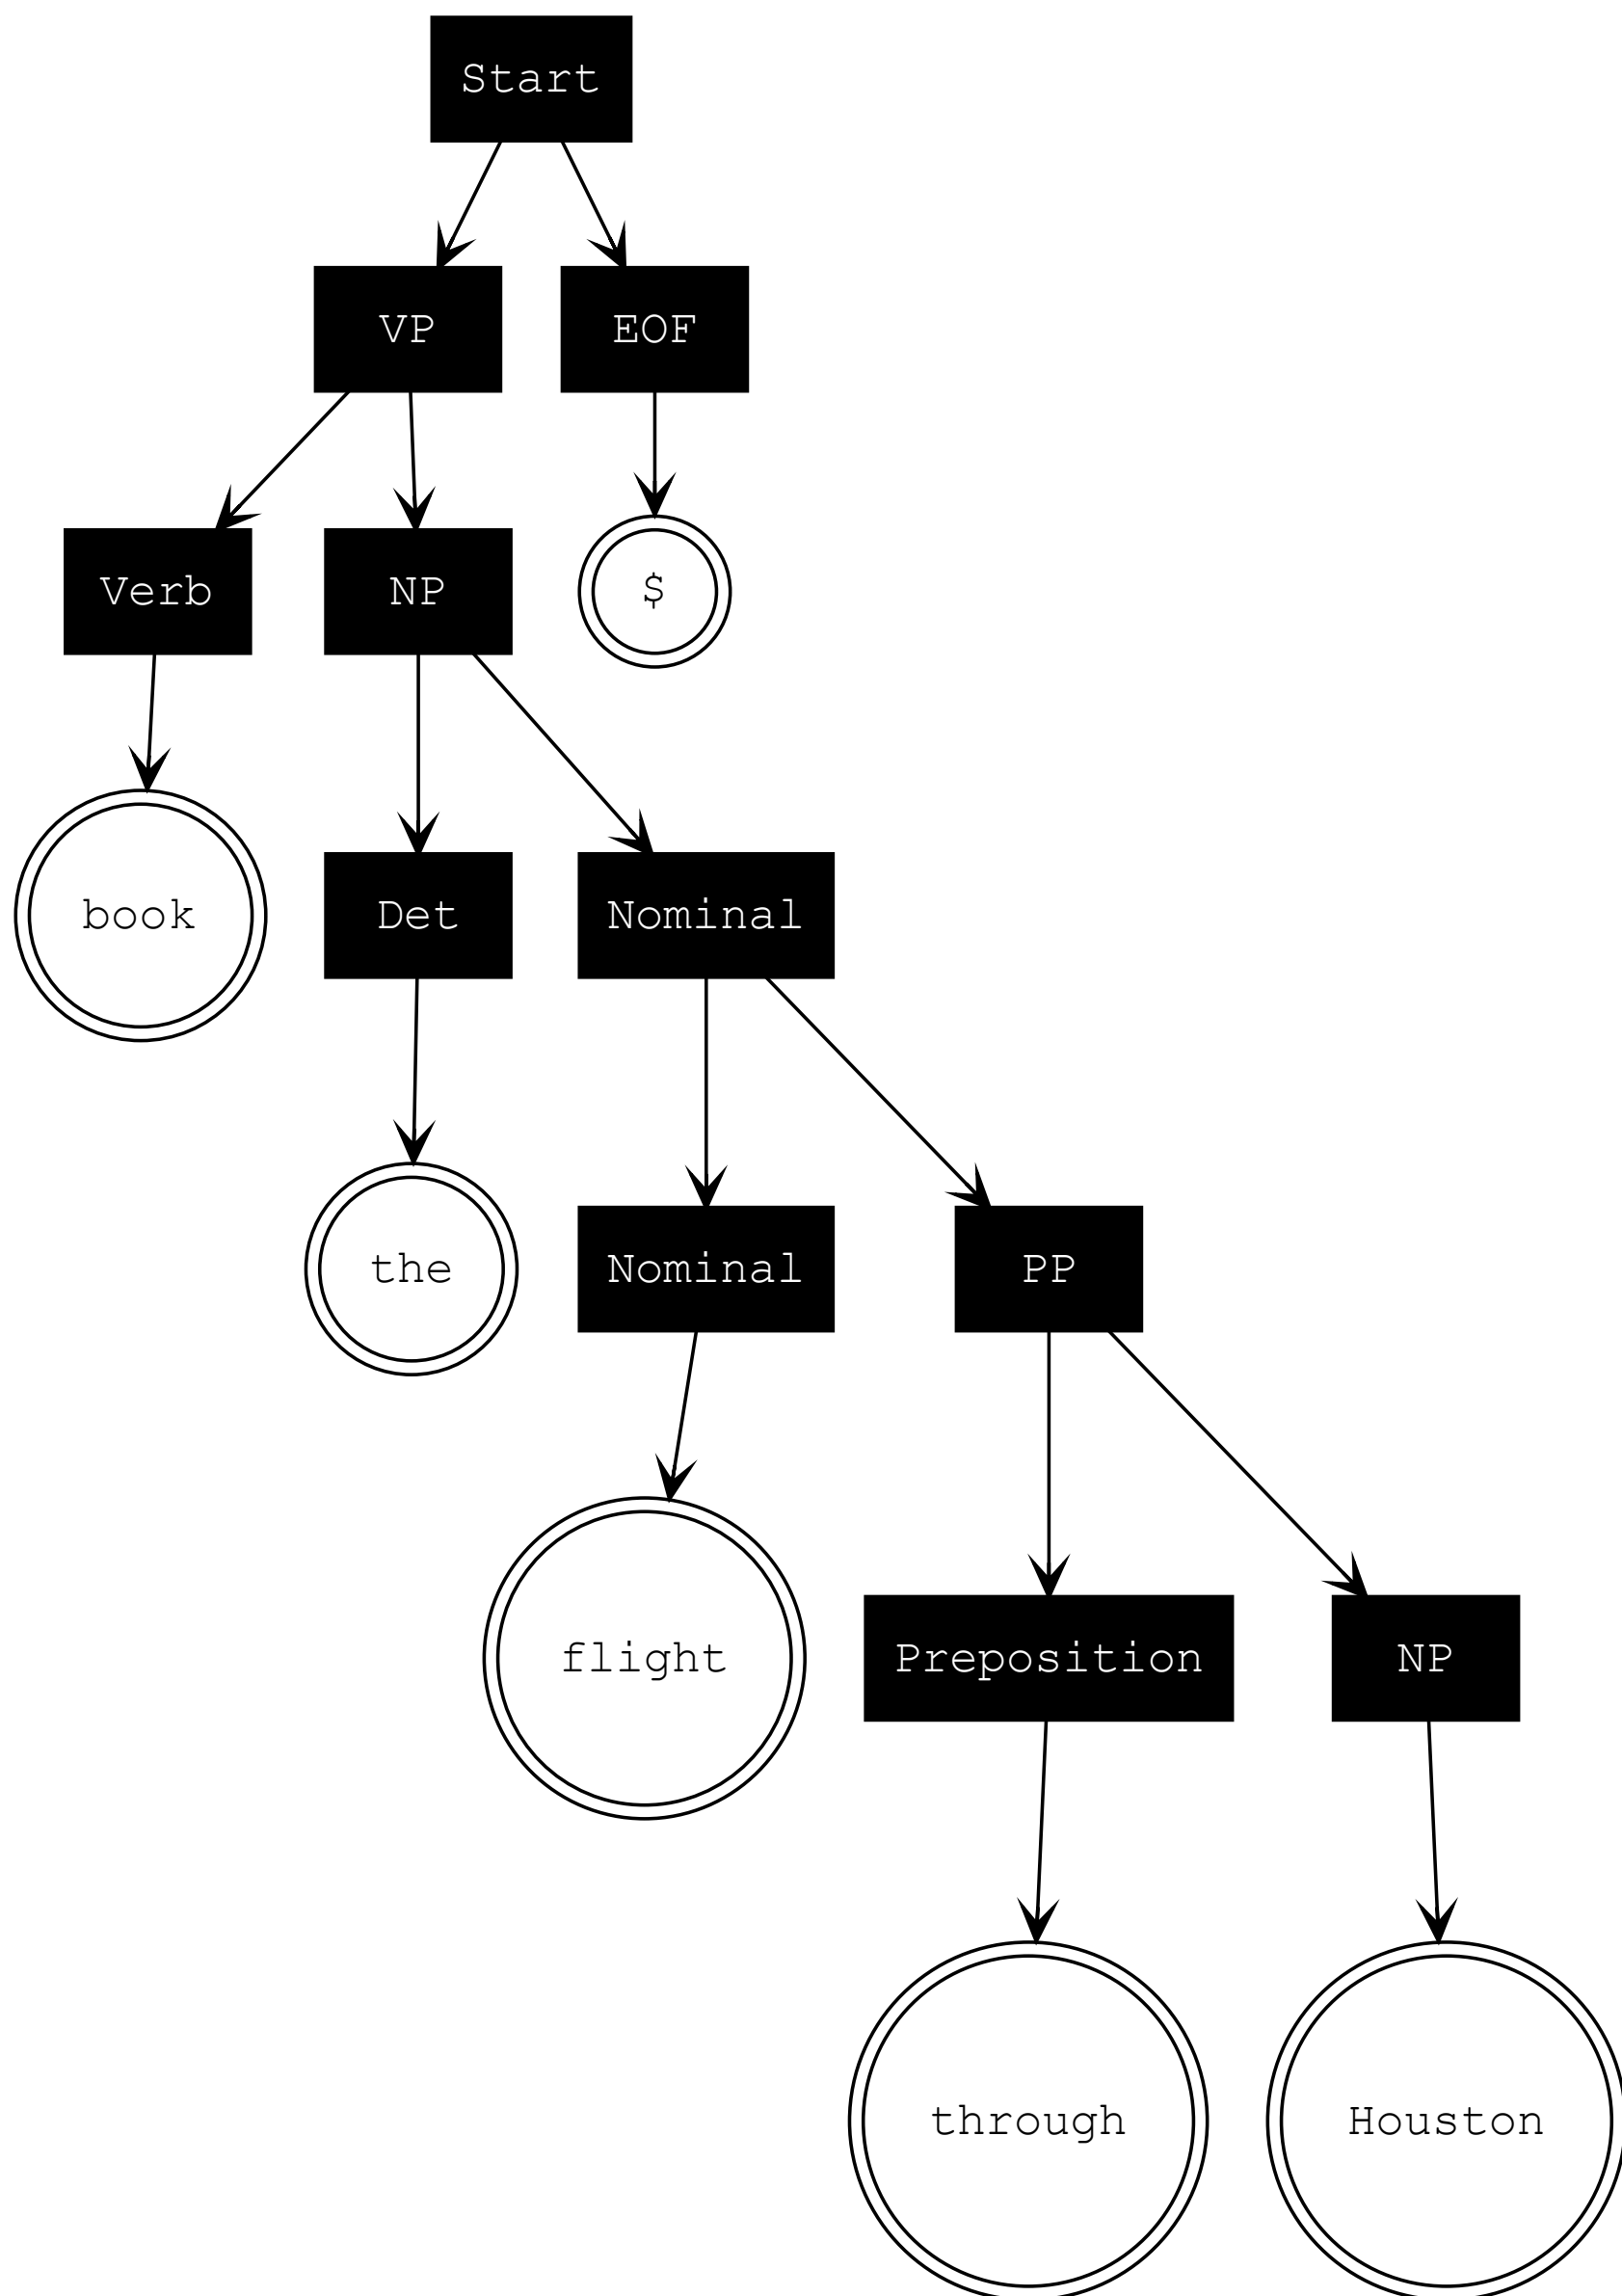 Start
VP EOF
Verb NP $
book Det Nominal
the Nominal PP
flight Preposition NP
through Houston